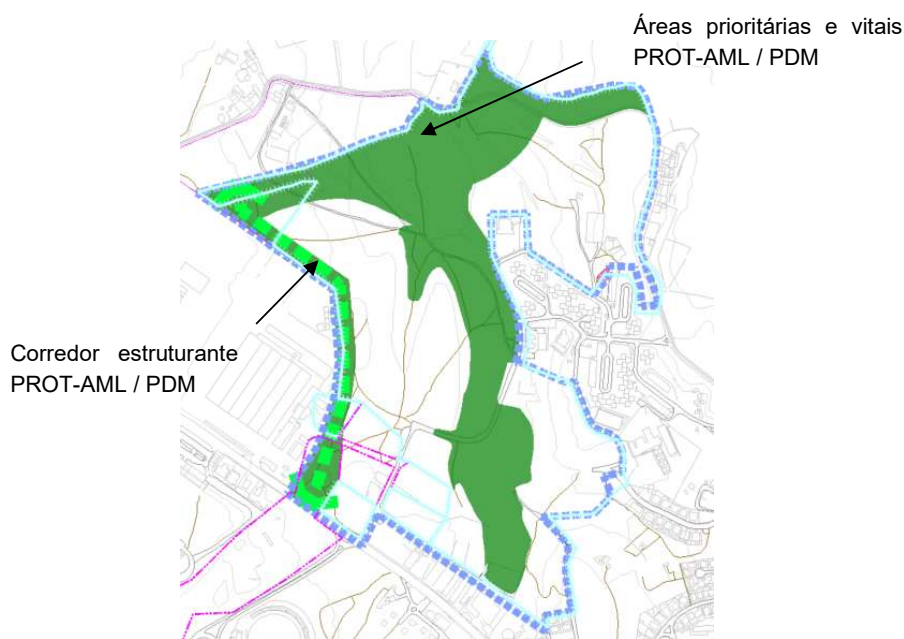 Áreas prioritárias e vitais
PROT-AML / PDM
Corredor estruturante
PROT-AML / PDM